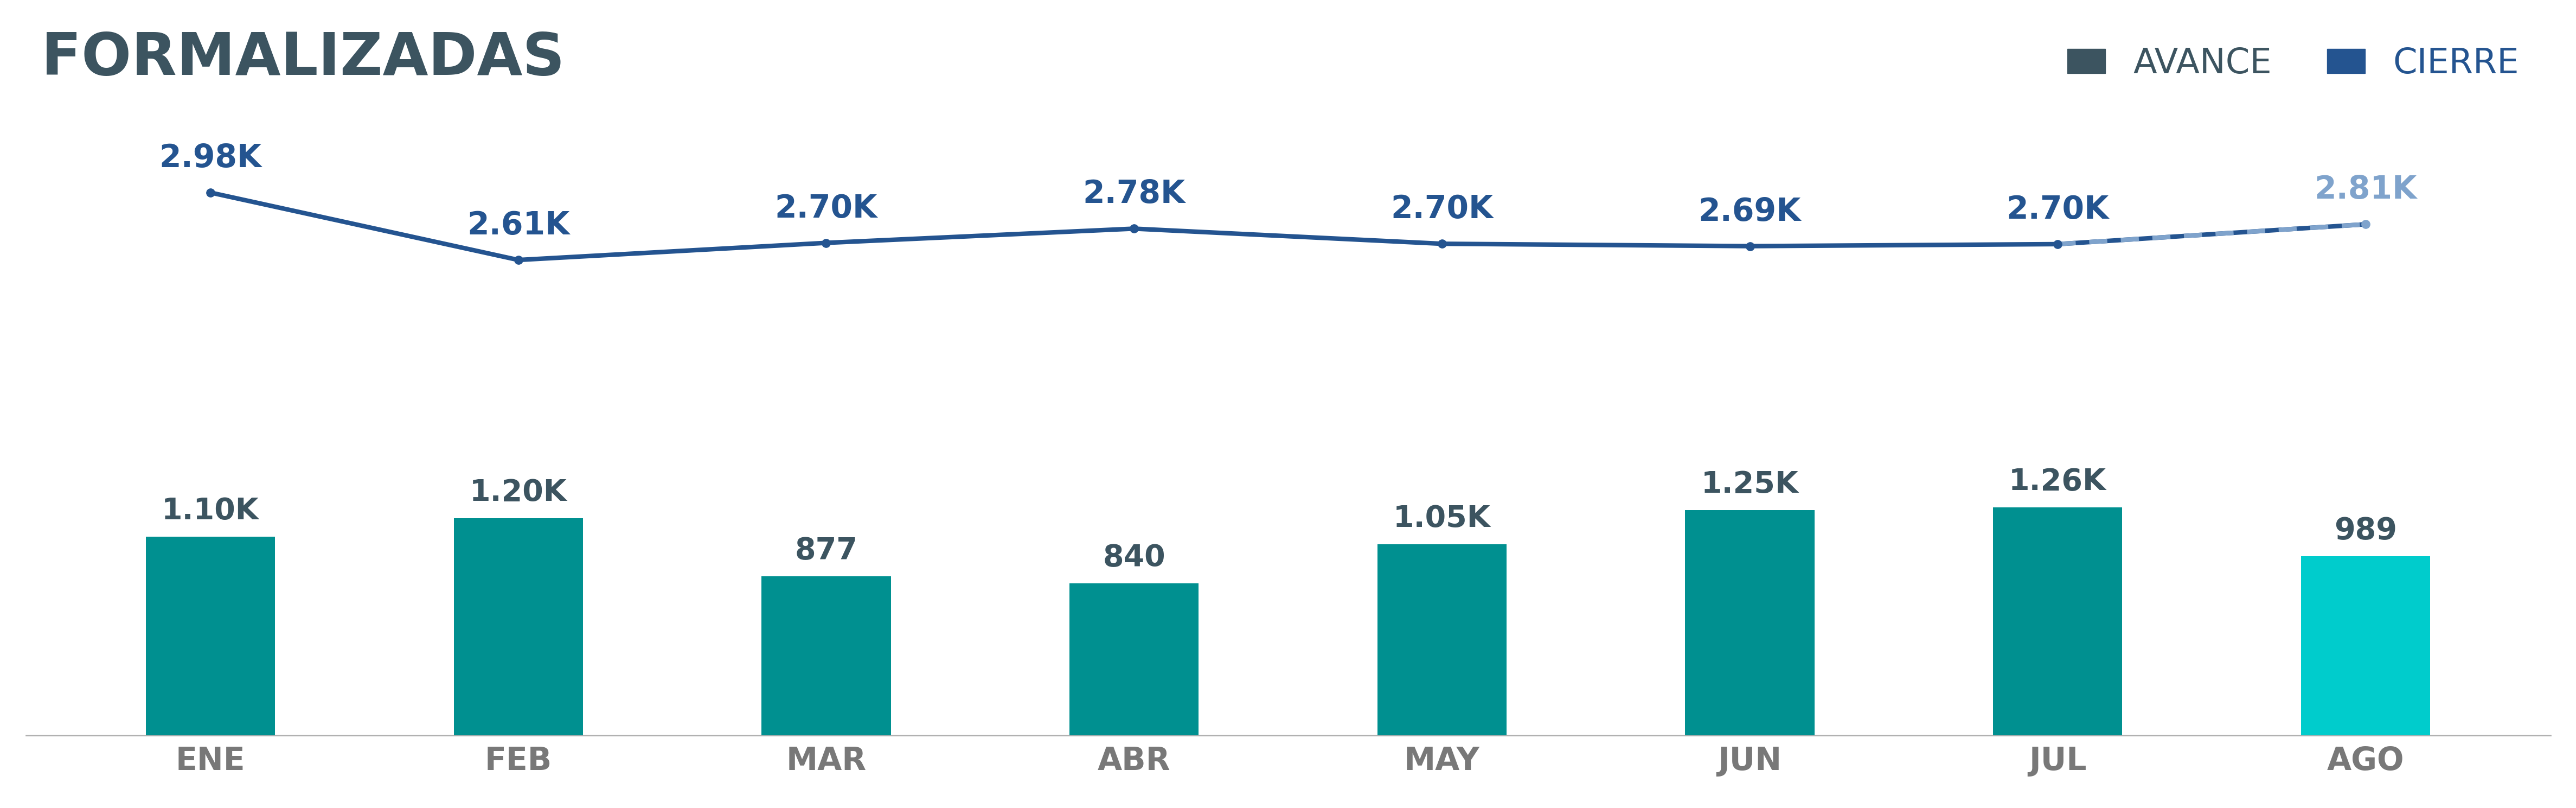 FORMALIZADAS
AVANCE CIERRE
2.98K 2.61K 2.70K 2.78K 2.70K 2.69K 2.70K 2.81K
1.10K 1.20K 877 840 1.05K 1.25K 1.26K 989
ENE FEB MAR ABR MAY JUN JUL AGO